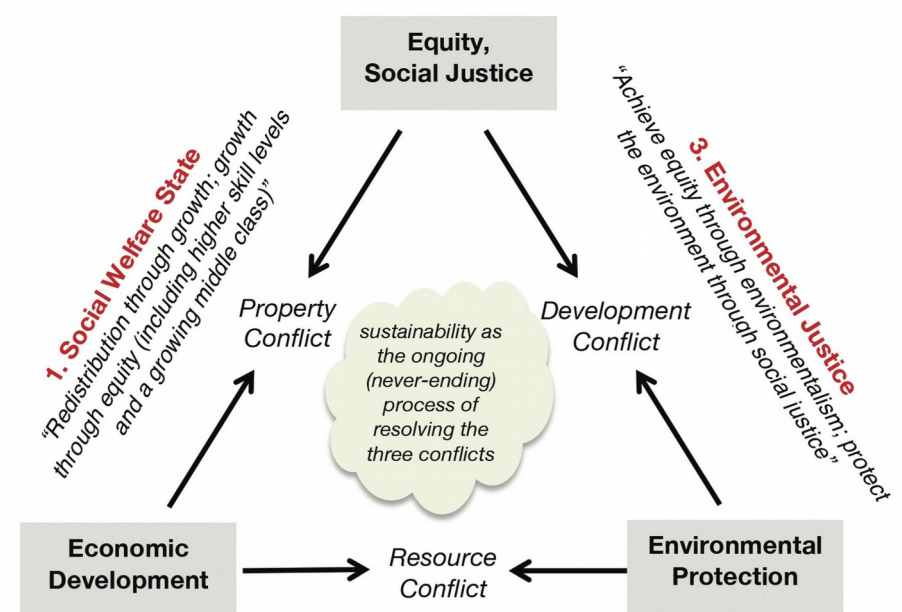 Equity,
Social Justice
1. Social Welfare State
“Redistribution through growth; growth
through equity (including higher skill levels
and a growing middle class)”
3. Environmental Justice
“Achieve equity through environmentalism; protect
the environment through social justice”
Property
Conflict
Development
Conflict
sustainability as
the ongoing
(never-ending)
process of
resolving the
three conflicts
Economic
Development
Resource
Conflict
Environmental
Protection